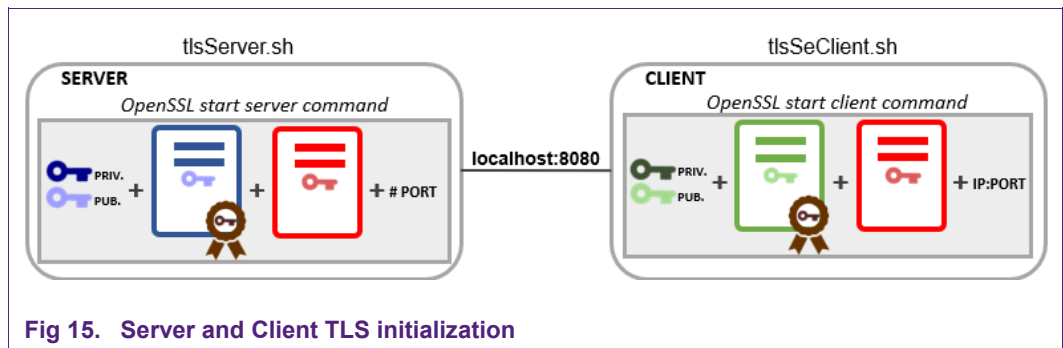 tlsServer.sh
tlsSeClient.sh
SERVER
OpenSSL start server command
PRIV.
PUB.
+
+
+ # PORT
localhost:8080
CLIENT
OpenSSL start client command
PRIV.
PUB.
+
+
+ IP:PORT
Fig 15. Server and Client TLS initialization